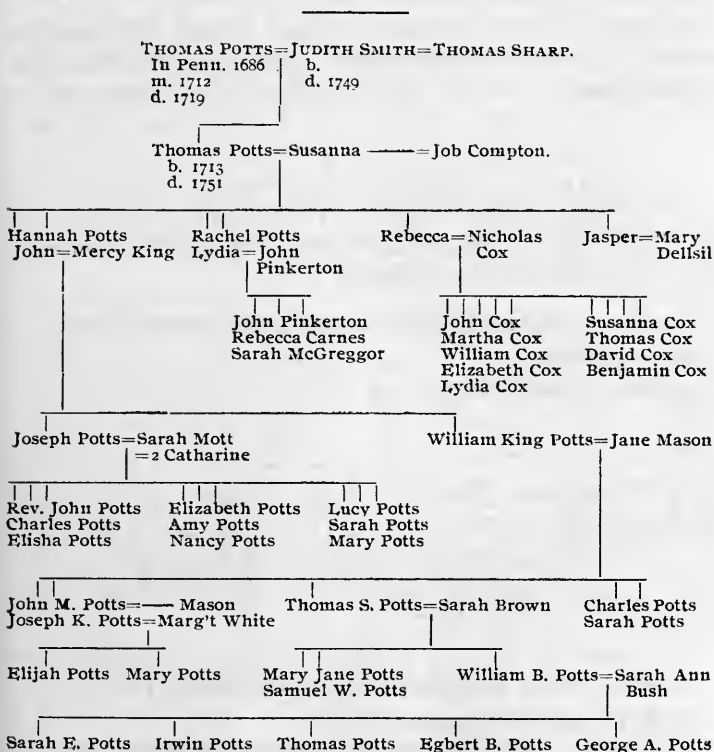 THOMAS POTTS=JUDITH SMITH=THOMAS SHARP.
In Penn. 1686 b.
m. 1712 d. 1749
d. 1719
Thomas Potts=Susanna ——=Job Compton.
b. 1713
d. 1751
Hannah Potts Rachel Potts Rebecca=Nicholas Jasper=Mary
John=Mercy King Lydia=John Cox Dellsil
Pinkerton
John Pinkerton John Cox Susanna Cox
Rebecca Carnes Martha Cox Thomas Cox
Sarah McGreggor William Cox David Cox
Elizabeth Cox Benjamin Cox
Lydia Cox
Joseph Potts=Sarah Mott William King Potts=Jane Mason
=2 Catharine
Rev. John Potts Elizabeth Potts Lucy Potts
Charles Potts Amy Potts Sarah Potts
Elisha Potts Nancy Potts Mary Potts
John M. Potts=—— Mason Thomas S. Potts=Sarah Brown Charles Potts
Joseph K. Potts=Marg't White Sarah Potts
Elijah Potts Mary Potts Mary Jane Potts William B. Potts=Sarah Ann
Samuel W. Potts Bush
Sarah E. Potts Irwin Potts Thomas Potts Egbert B. Potts George A. Potts